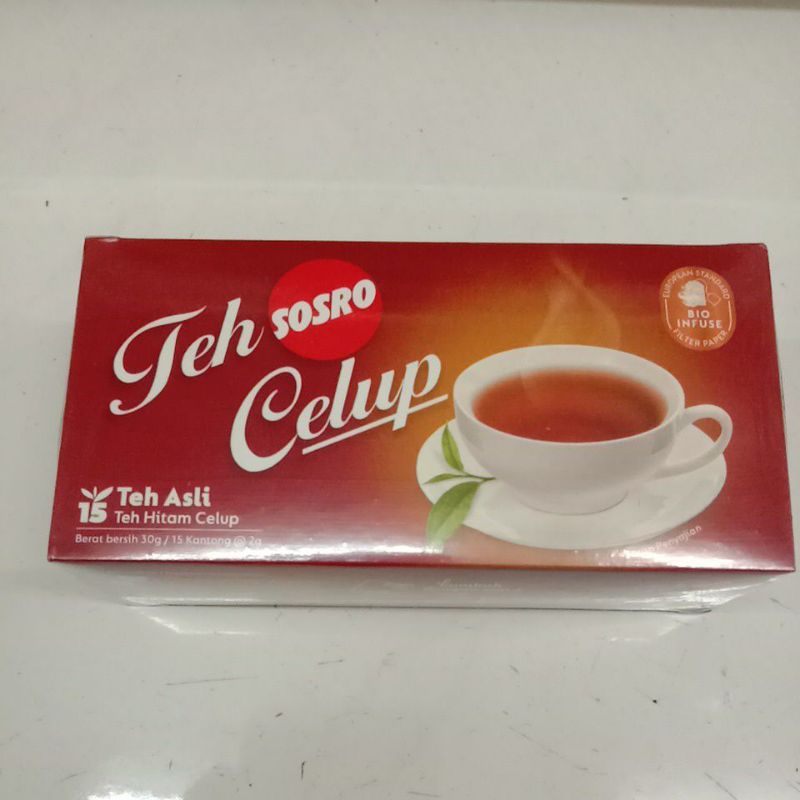 Teh SOSRO
Celup
EUROPEAN STANDARD
BIO
INFUSE
FILTER PAPER
15 Teh Asli
Teh Hitam Celup
Berat bersih 30g / 15 Kantong @ 2g
Penyajian